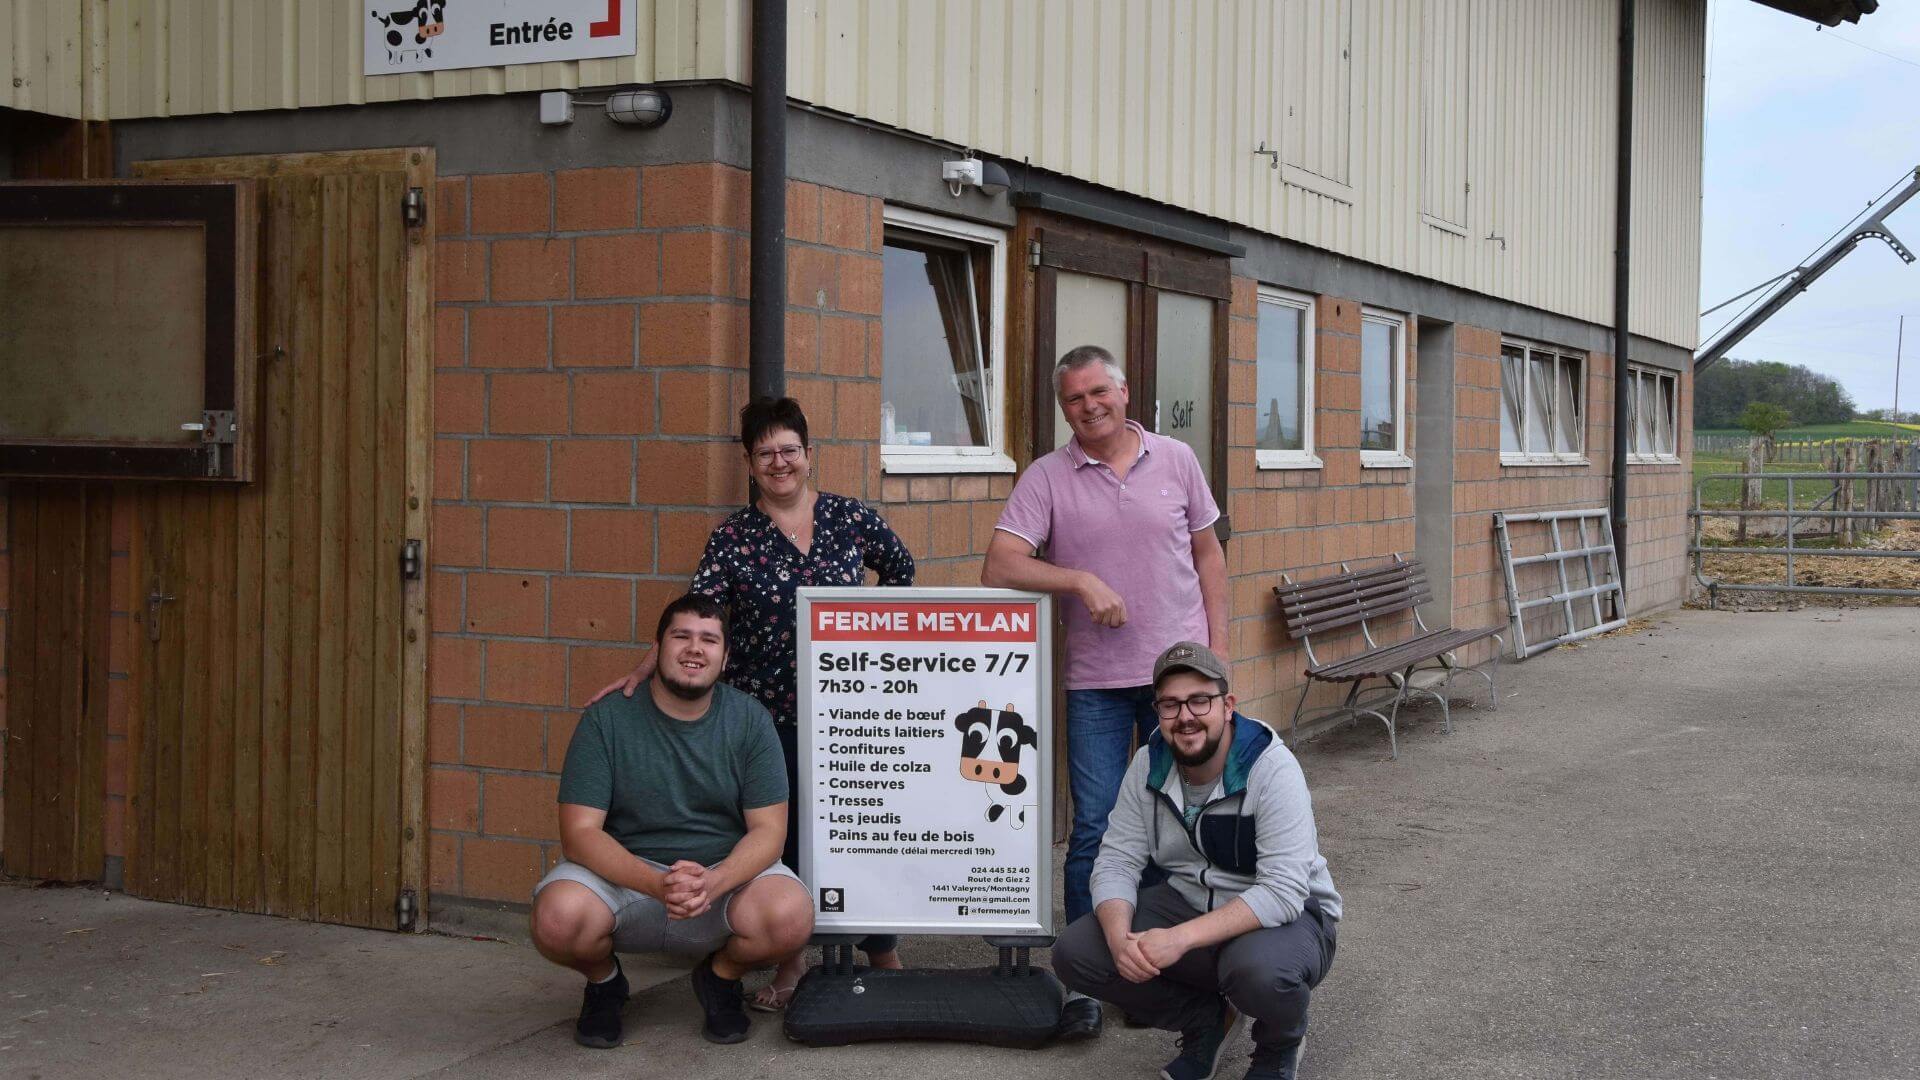 Entrée
Self
FERME MEYLAN
Self-Service 7/7
7h30 - 20h
- Viande de bœuf
- Produits laitiers
- Confitures
- Huile de colza
- Conserves
- Tresses
- Les jeudis
Pains au feu de bois
sur commande (délai mercredi 19h)
024 445 52 40
Route de Giez 2
1441 Valeyres/Montagny
fermemeylan@gmail.com
@fermemeylan
TWINT